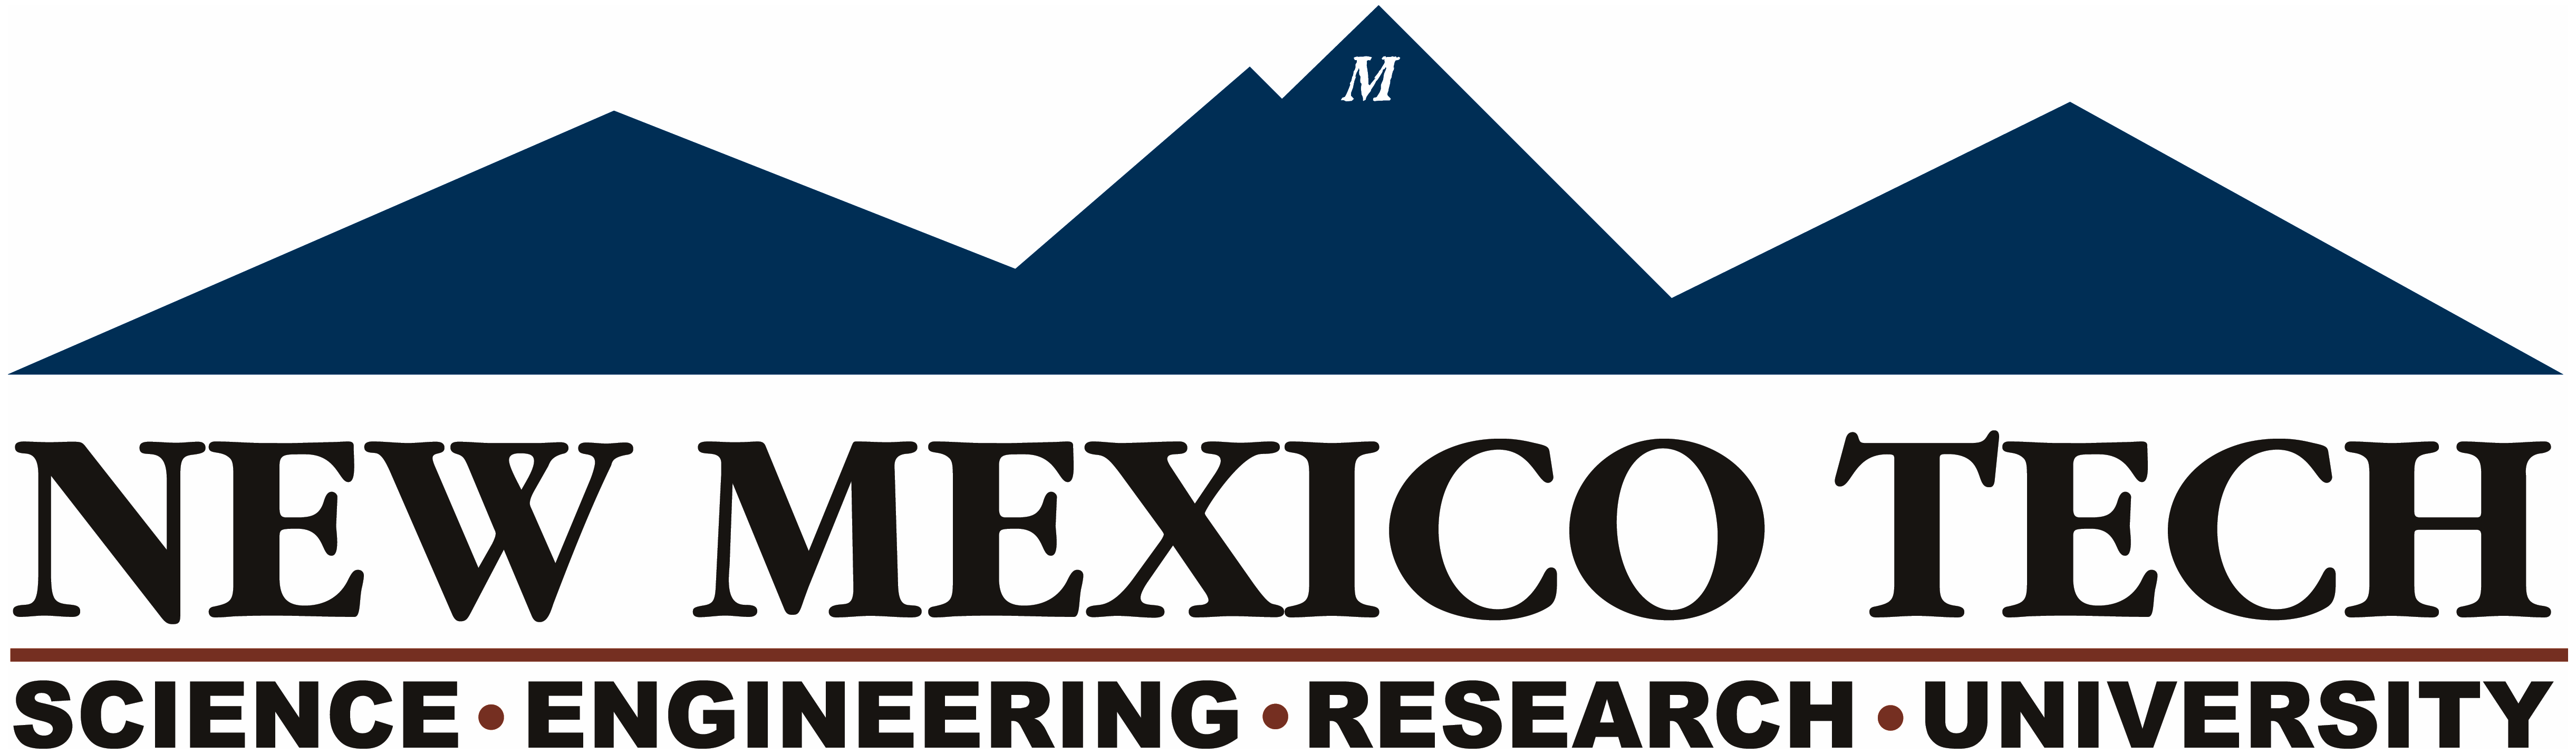 M
NEW MEXICO TECH
SCIENCE • ENGINEERING • RESEARCH • UNIVERSITY